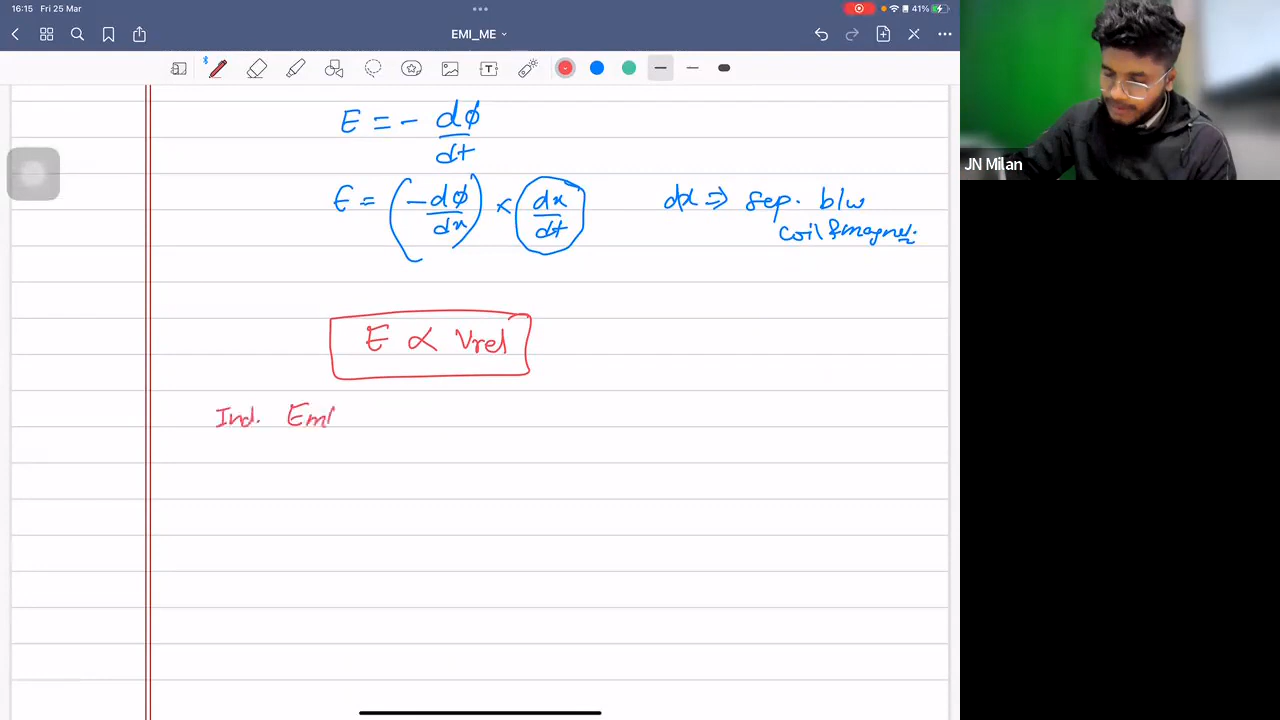 16:15 Fri 25 Mar
41%
EMI_ME
JN Milan
E = - dφ/dt
E = (-dφ/dx) × (dx/dt) dx ⇒ sep. b/w
coil & magnet.
E ∝ Vrel
Ind. Emf